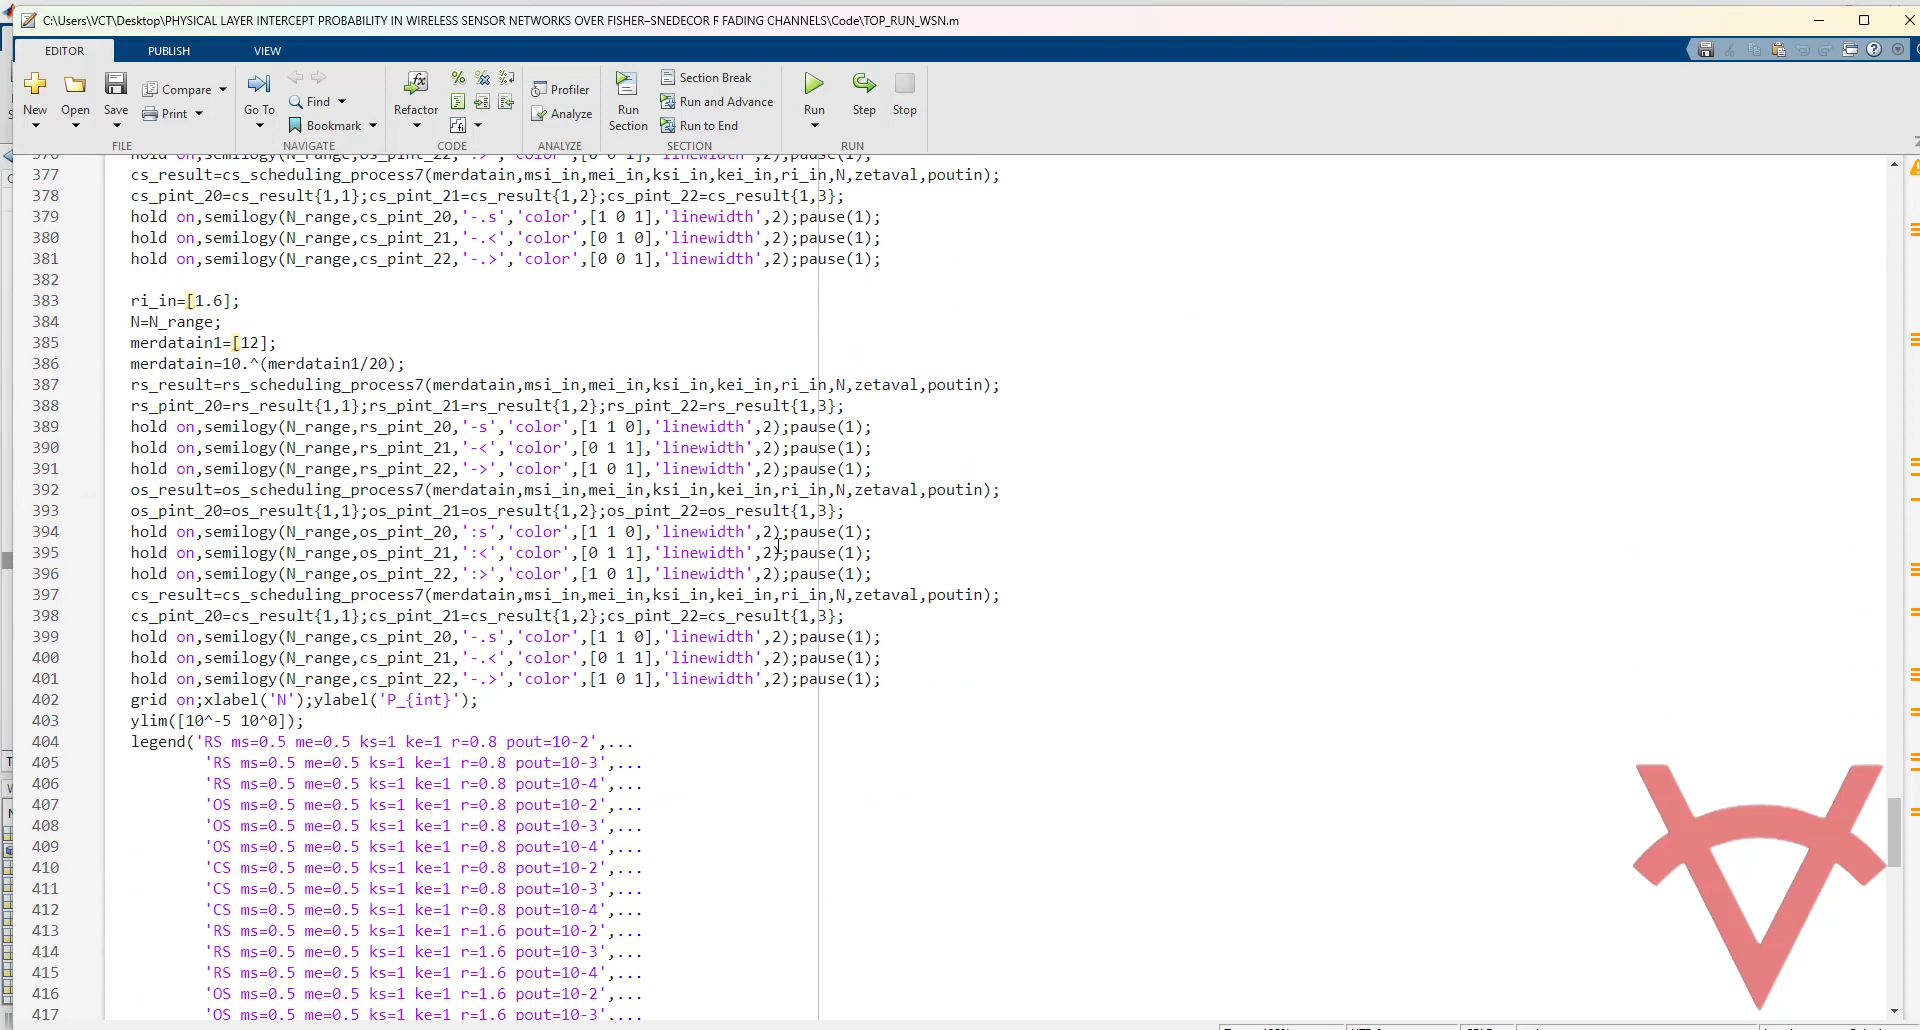 C:\Users\VCT\Desktop\PHYSICAL LAYER INTERCEPT PROBABILITY IN WIRELESS SENSOR NETWORKS OVER FISHER–SNEDECOR F FADING CHANNELS\Code\TOP_RUN_WSN.m
EDITOR PUBLISH VIEW
New Open Save Compare Print
Go To Find Bookmark
Refactor
Profiler Analyze
Run Section
Section Break
Run and Advance
Run to End
Run Step Stop
FILE NAVIGATE CODE ANALYZE SECTION RUN
376 hold on,semilogy(N_range,os_pint_22,':>','color',[0 0 1],'linewidth',2);pause(1);
377 cs_result=cs_scheduling_process7(merdatain,msi_in,mei_in,ksi_in,kei_in,ri_in,N,zetaval,poutin);
378 cs_pint_20=cs_result{1,1};cs_pint_21=cs_result{1,2};cs_pint_22=cs_result{1,3};
379 hold on,semilogy(N_range,cs_pint_20,'-.s','color',[1 0 1],'linewidth',2);pause(1);
380 hold on,semilogy(N_range,cs_pint_21,'-.<','color',[0 1 0],'linewidth',2);pause(1);
381 hold on,semilogy(N_range,cs_pint_22,'-.>','color',[0 0 1],'linewidth',2);pause(1);
382
383 ri_in=[1.6];
384 N=N_range;
385 merdatain1=[12];
386 merdatain=10.^(merdatain1/20);
387 rs_result=rs_scheduling_process7(merdatain,msi_in,mei_in,ksi_in,kei_in,ri_in,N,zetaval,poutin);
388 rs_pint_20=rs_result{1,1};rs_pint_21=rs_result{1,2};rs_pint_22=rs_result{1,3};
389 hold on,semilogy(N_range,rs_pint_20,'-s','color',[1 1 0],'linewidth',2);pause(1);
390 hold on,semilogy(N_range,rs_pint_21,'-<','color',[0 1 1],'linewidth',2);pause(1);
391 hold on,semilogy(N_range,rs_pint_22,'->','color',[1 0 1],'linewidth',2);pause(1);
392 os_result=os_scheduling_process7(merdatain,msi_in,mei_in,ksi_in,kei_in,ri_in,N,zetaval,poutin);
393 os_pint_20=os_result{1,1};os_pint_21=os_result{1,2};os_pint_22=os_result{1,3};
394 hold on,semilogy(N_range,os_pint_20,':s','color',[1 1 0],'linewidth',2);pause(1);
395 hold on,semilogy(N_range,os_pint_21,':<','color',[0 1 1],'linewidth',2);pause(1);
396 hold on,semilogy(N_range,os_pint_22,':>','color',[1 0 1],'linewidth',2);pause(1);
397 cs_result=cs_scheduling_process7(merdatain,msi_in,mei_in,ksi_in,kei_in,ri_in,N,zetaval,poutin);
398 cs_pint_20=cs_result{1,1};cs_pint_21=cs_result{1,2};cs_pint_22=cs_result{1,3};
399 hold on,semilogy(N_range,cs_pint_20,'-.s','color',[1 1 0],'linewidth',2);pause(1);
400 hold on,semilogy(N_range,cs_pint_21,'-.<','color',[0 1 1],'linewidth',2);pause(1);
401 hold on,semilogy(N_range,cs_pint_22,'-.>','color',[1 0 1],'linewidth',2);pause(1);
402 grid on;xlabel('N');ylabel('P_{int}');
403 ylim([10^-5 10^0]);
404 legend('RS ms=0.5 me=0.5 ks=1 ke=1 r=0.8 pout=10-2',...
405 'RS ms=0.5 me=0.5 ks=1 ke=1 r=0.8 pout=10-3',...
406 'RS ms=0.5 me=0.5 ks=1 ke=1 r=0.8 pout=10-4',...
407 'OS ms=0.5 me=0.5 ks=1 ke=1 r=0.8 pout=10-2',...
408 'OS ms=0.5 me=0.5 ks=1 ke=1 r=0.8 pout=10-3',...
409 'OS ms=0.5 me=0.5 ks=1 ke=1 r=0.8 pout=10-4',...
410 'CS ms=0.5 me=0.5 ks=1 ke=1 r=0.8 pout=10-2',...
411 'CS ms=0.5 me=0.5 ks=1 ke=1 r=0.8 pout=10-3',...
412 'CS ms=0.5 me=0.5 ks=1 ke=1 r=0.8 pout=10-4',...
413 'RS ms=0.5 me=0.5 ks=1 ke=1 r=1.6 pout=10-2',...
414 'RS ms=0.5 me=0.5 ks=1 ke=1 r=1.6 pout=10-3',...
415 'RS ms=0.5 me=0.5 ks=1 ke=1 r=1.6 pout=10-4',...
416 'OS ms=0.5 me=0.5 ks=1 ke=1 r=1.6 pout=10-2',...
417 'OS ms=0.5 me=0.5 ks=1 ke=1 r=1.6 pout=10-3',...